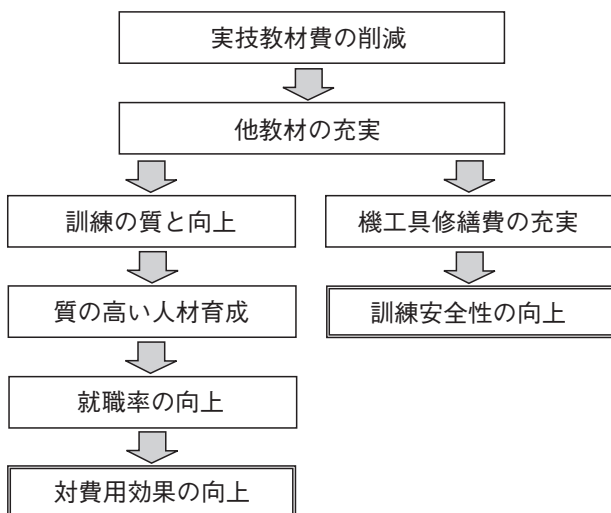 実技教材費の削減
他教材の充実
訓練の質と向上
機工具修繕費の充実
質の高い人材育成
訓練安全性の向上
就職率の向上
対費用効果の向上